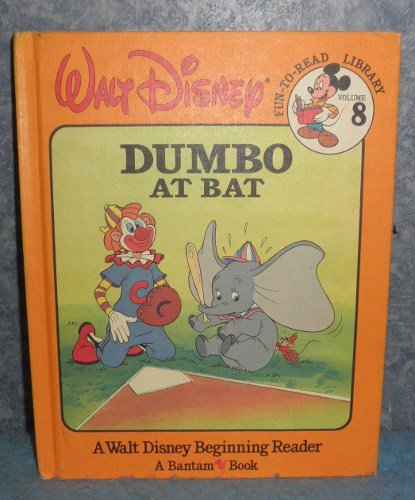 WALT DISNEY®
FUN-TO-READ LIBRARY
VOLUME
8
DUMBO
AT BAT
C C
A Walt Disney Beginning Reader
A Bantam Book